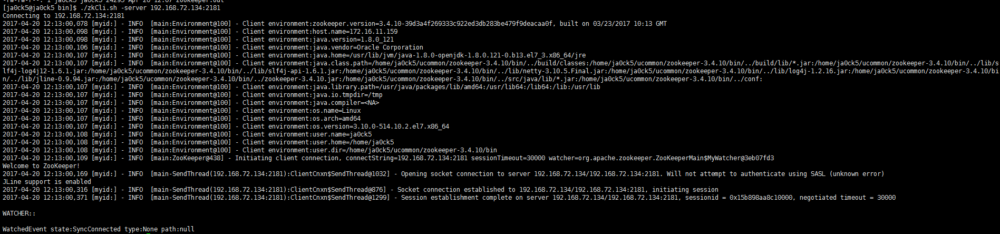 -rw-rw-r--. 1 ja0ck5 ja0ck5 24295 Apr 20 12:07 zookeeper.out
[ja0ck5@ja0ck5 bin]$ ./zkCli.sh -server 192.168.72.134:2181
Connecting to 192.168.72.134:2181
2017-04-20 12:13:00,078 [myid:] - INFO  [main:Environment@100] - Client environment:zookeeper.version=3.4.10-39d3a4f269333c922ed3db283be479f9deacaa0f, built on 03/23/2017 10:13 GMT
2017-04-20 12:13:00,098 [myid:] - INFO  [main:Environment@100] - Client environment:host.name=172.16.11.159
2017-04-20 12:13:00,098 [myid:] - INFO  [main:Environment@100] - Client environment:java.version=1.8.0_121
2017-04-20 12:13:00,106 [myid:] - INFO  [main:Environment@100] - Client environment:java.vendor=Oracle Corporation
2017-04-20 12:13:00,107 [myid:] - INFO  [main:Environment@100] - Client environment:java.home=/usr/lib/jvm/java-1.8.0-openjdk-1.8.0.121-0.b13.el7_3.x86_64/jre
2017-04-20 12:13:00,107 [myid:] - INFO  [main:Environment@100] - Client environment:java.class.path=/home/ja0ck5/ucommon/zookeeper-3.4.10/bin/../build/classes:/home/ja0ck5/ucommon/zookeeper-3.4.10/bin/../build/lib/*.jar:/home/ja0ck5/ucommon/zookeeper-3.4.10/bin/../lib/s
lf4j-log4j12-1.6.1.jar:/home/ja0ck5/ucommon/zookeeper-3.4.10/bin/../lib/slf4j-api-1.6.1.jar:/home/ja0ck5/ucommon/zookeeper-3.4.10/bin/../lib/netty-3.10.5.Final.jar:/home/ja0ck5/ucommon/zookeeper-3.4.10/bin/../lib/log4j-1.2.16.jar:/home/ja0ck5/ucommon/zookeeper-3.4.10/bi
n/../lib/jline-0.9.94.jar:/home/ja0ck5/ucommon/zookeeper-3.4.10/bin/../zookeeper-3.4.10.jar:/home/ja0ck5/ucommon/zookeeper-3.4.10/bin/../src/java/lib/*.jar:/home/ja0ck5/ucommon/zookeeper-3.4.10/bin/../conf:
2017-04-20 12:13:00,107 [myid:] - INFO  [main:Environment@100] - Client environment:java.library.path=/usr/java/packages/lib/amd64:/usr/lib64:/lib64:/lib:/usr/lib
2017-04-20 12:13:00,107 [myid:] - INFO  [main:Environment@100] - Client environment:java.io.tmpdir=/tmp
2017-04-20 12:13:00,107 [myid:] - INFO  [main:Environment@100] - Client environment:java.compiler=<NA>
2017-04-20 12:13:00,107 [myid:] - INFO  [main:Environment@100] - Client environment:os.name=Linux
2017-04-20 12:13:00,107 [myid:] - INFO  [main:Environment@100] - Client environment:os.arch=amd64
2017-04-20 12:13:00,107 [myid:] - INFO  [main:Environment@100] - Client environment:os.version=3.10.0-514.10.2.el7.x86_64
2017-04-20 12:13:00,108 [myid:] - INFO  [main:Environment@100] - Client environment:user.name=ja0ck5
2017-04-20 12:13:00,108 [myid:] - INFO  [main:Environment@100] - Client environment:user.home=/home/ja0ck5
2017-04-20 12:13:00,108 [myid:] - INFO  [main:Environment@100] - Client environment:user.dir=/home/ja0ck5/ucommon/zookeeper-3.4.10/bin
2017-04-20 12:13:00,109 [myid:] - INFO  [main:ZooKeeper@438] - Initiating client connection, connectString=192.168.72.134:2181 sessionTimeout=30000 watcher=org.apache.zookeeper.ZooKeeperMain$MyWatcher@3eb07fd3
Welcome to ZooKeeper!
2017-04-20 12:13:00,169 [myid:] - INFO  [main-SendThread(192.168.72.134:2181):ClientCnxn$SendThread@1032] - Opening socket connection to server 192.168.72.134/192.168.72.134:2181. Will not attempt to authenticate using SASL (unknown error)
JLine support is enabled
2017-04-20 12:13:00,316 [myid:] - INFO  [main-SendThread(192.168.72.134:2181):ClientCnxn$SendThread@876] - Socket connection established to 192.168.72.134/192.168.72.134:2181, initiating session
2017-04-20 12:13:00,371 [myid:] - INFO  [main-SendThread(192.168.72.134:2181):ClientCnxn$SendThread@1299] - Session establishment complete on server 192.168.72.134/192.168.72.134:2181, sessionid = 0x15b898aa8c10000, negotiated timeout = 30000
WATCHER::
WatchedEvent state:SyncConnected type:None path:null